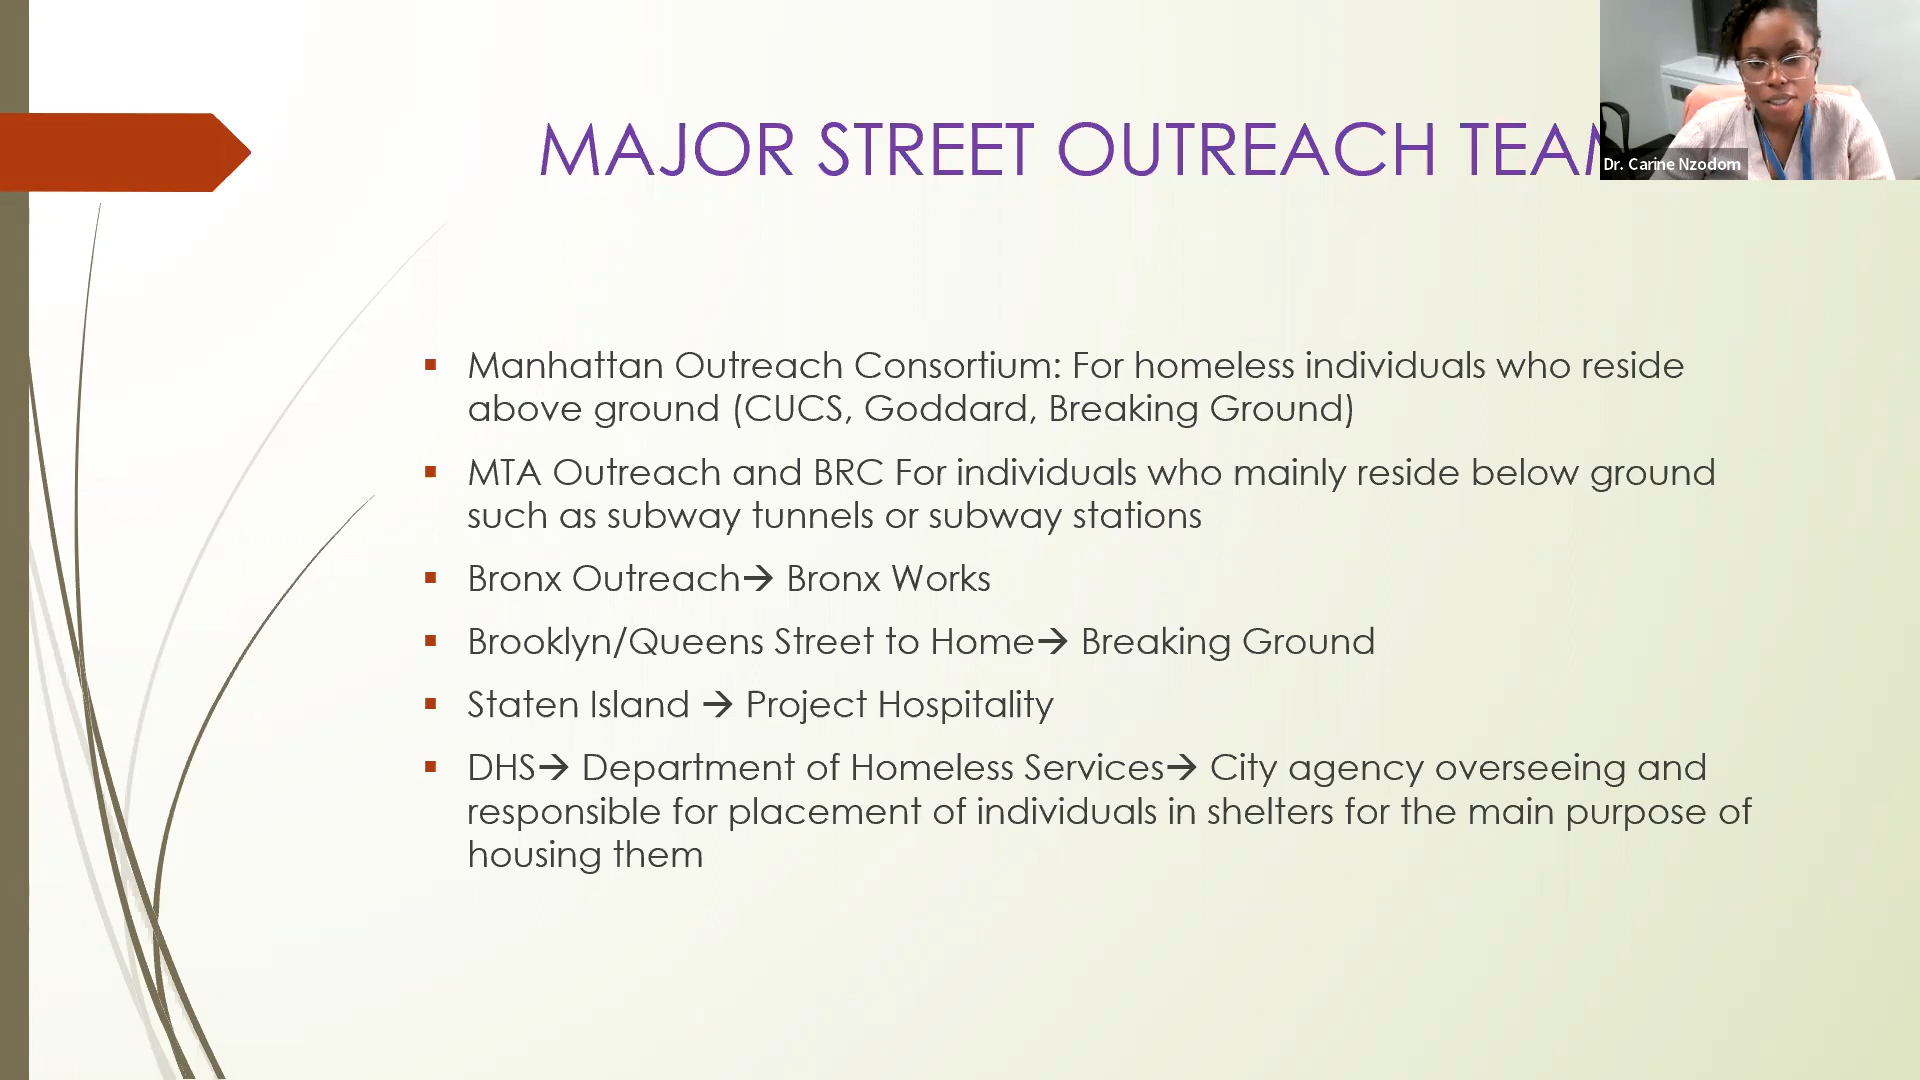 MAJOR STREET OUTREACH
Dr. Carine Nzodom
▪ Manhattan Outreach Consortium: For homeless individuals who reside
above ground (CUCS, Goddard, Breaking Ground)
▪ MTA Outreach and BRC For individuals who mainly reside below ground
such as subway tunnels or subway stations
▪ Bronx Outreach→ Bronx Works
▪ Brooklyn/Queens Street to Home→ Breaking Ground
▪ Staten Island → Project Hospitality
▪ DHS→ Department of Homeless Services→ City agency overseeing and
responsible for placement of individuals in shelters for the main purpose of
housing them